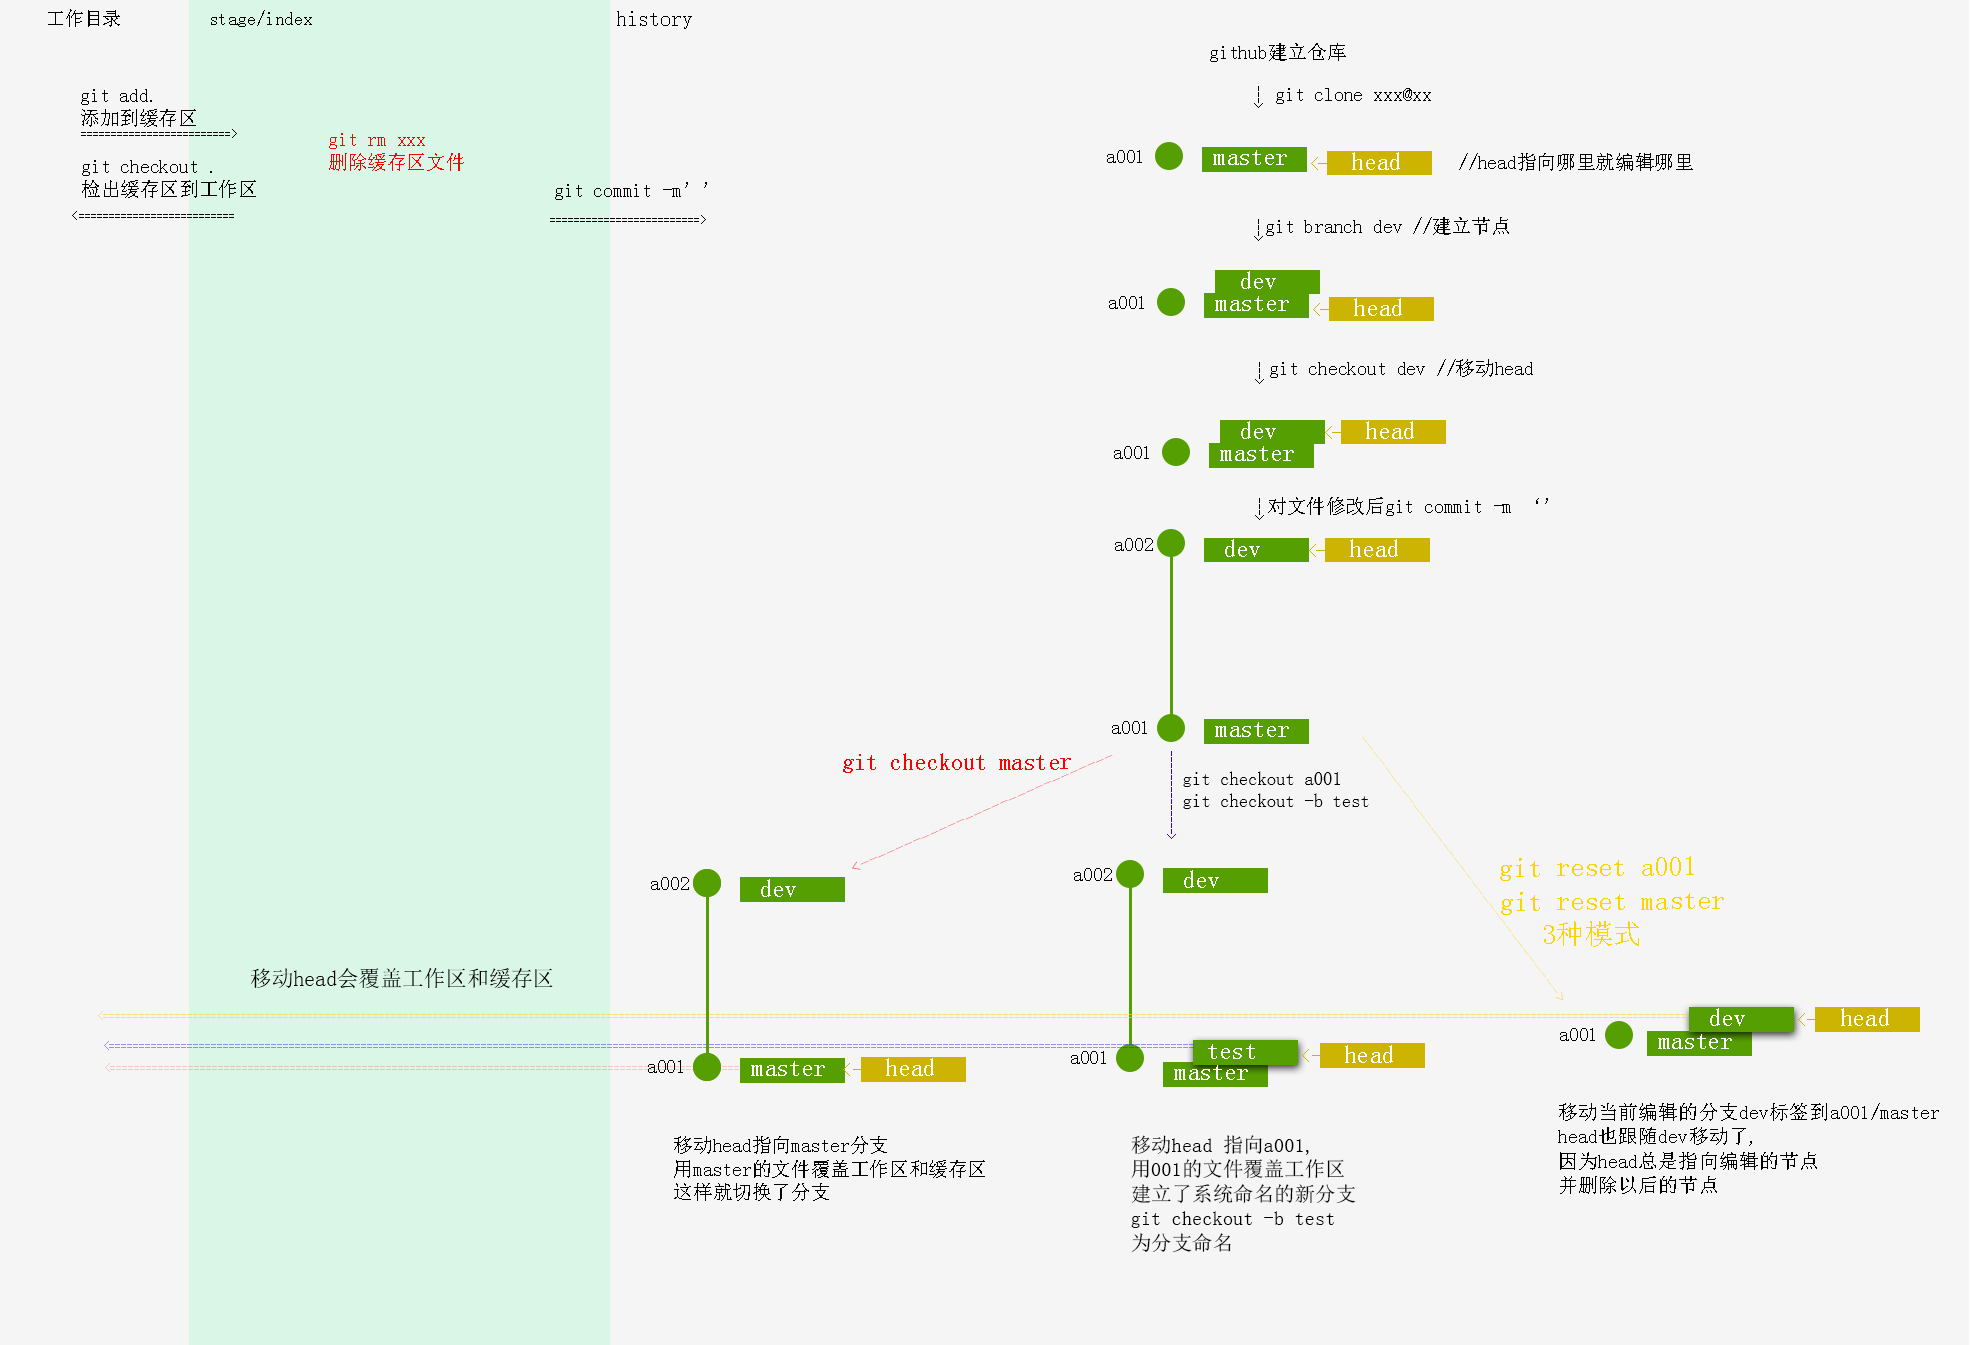 工作目录
stage/index
history
git add.
添加到缓存区
=========================>
git checkout .
检出缓存区到工作区
<==========================
git rm xxx
删除缓存区文件
git commit -m' '
=========================>
github建立仓库
git clone xxx@xx
a001 master head //head指向哪里就编辑哪里
git branch dev //建立节点
dev
a001 master head
git checkout dev //移动head
dev head
a001 master
对文件修改后git commit -m ‘’
a002 dev head
a001 master
git checkout master
git checkout a001
git checkout -b test
git reset a001
git reset master
3种模式
移动head会覆盖工作区和缓存区
a002 dev
a001 master head
移动head指向master分支
用master的文件覆盖工作区和缓存区
这样就切换了分支
a002 dev
test head
a001 master
移动head 指向a001,
用001的文件覆盖工作区
建立了系统命名的新分支
git checkout -b test
为分支命名
dev head
a001 master
移动当前编辑的分支dev标签到a001/master
head也跟随dev移动了,
因为head总是指向编辑的节点
并删除以后的节点